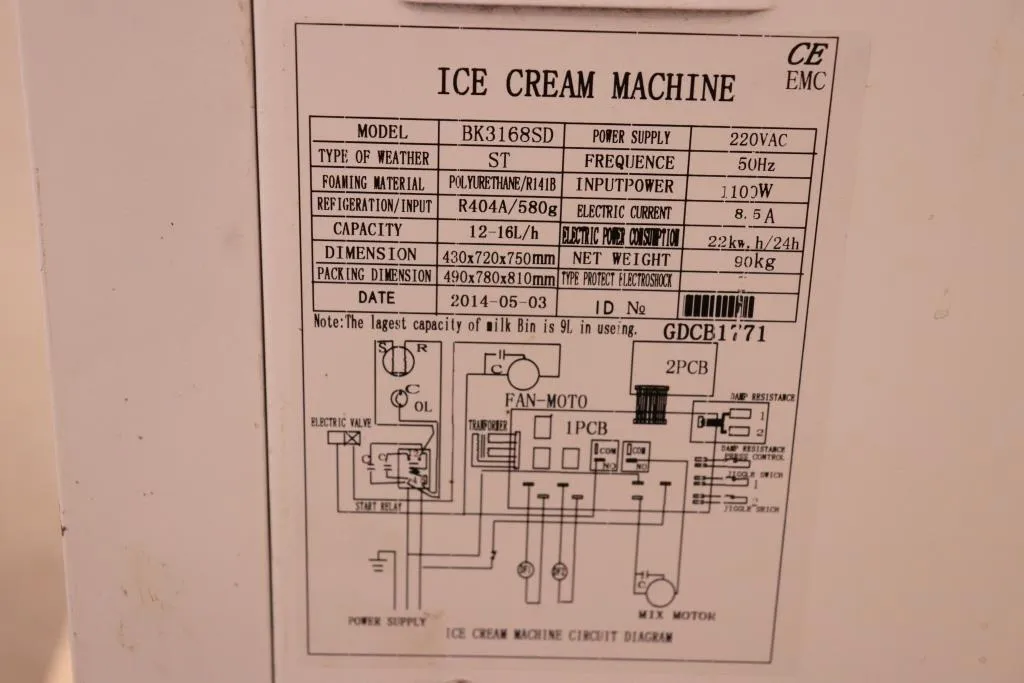 CE
EMC
ICE CREAM MACHINE
MODEL BK3168SD POWER SUPPLY 220VAC
TYPE OF WEATHER ST FREQUENCE 50Hz
FOAMING MATERIAL POLYURETHANE/R141B INPUTPOWER 1100W
REFIGERATION/INPUT R404A/580g ELECTRIC CURRENT 8.5A
CAPACITY 12-16L/h ELECTRIC POWER CONSUMPTION 22kw.h/24h
DIMENSION 430x720x750mm NET WEIGHT 90kg
PACKING DIMENSION 490x780x810mm TYPE PROTECT ELECTROSHOCK
DATE 2014-05-03 ID №
Note:The lagest capacity of milk Bin is 9L in useing. GDCB1771
S R
C
OL
C
FAN-MOTO
2PCB
DAMP RESISTANCE
1
2
DAMP RESISTANCE
ELECTRIC VALVE
TRANFORMER
1PCB
COM
NO
COM
NO
PRESS CONTROL
JIGGLE SWICH
1
2
JIGGLE SWICH
C C
START RELAY
C
MIX MOTOR
POWER SUPPLY
ICE CREAM MACHINE CIRCUIT DIAGRAM